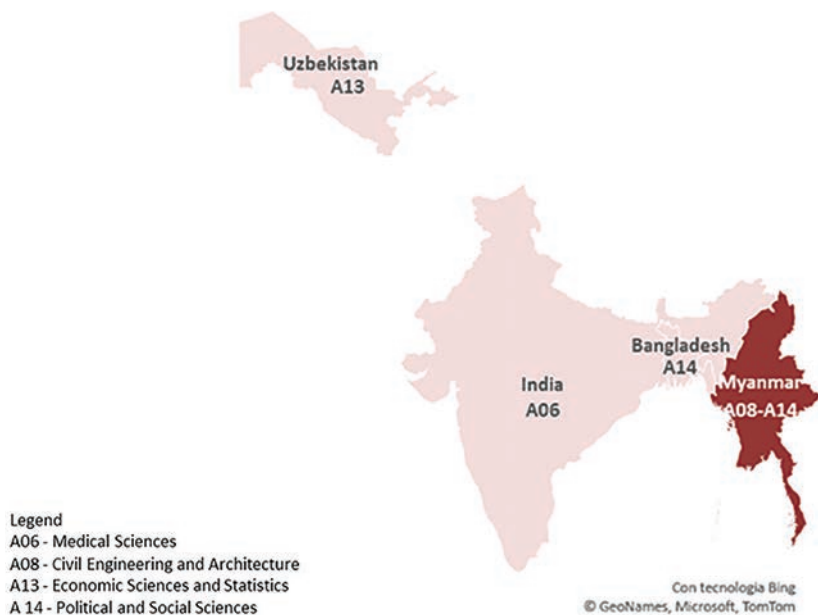 Uzbekistan
A13
Bangladesh
A14
India
A06
Myanmar
A08-A14
Legend
A06 - Medical Sciences
A08 - Civil Engineering and Architecture
A13 - Economic Sciences and Statistics
A 14 - Political and Social Sciences
Con tecnologia Bing
© GeoNames, Microsoft, TomTom